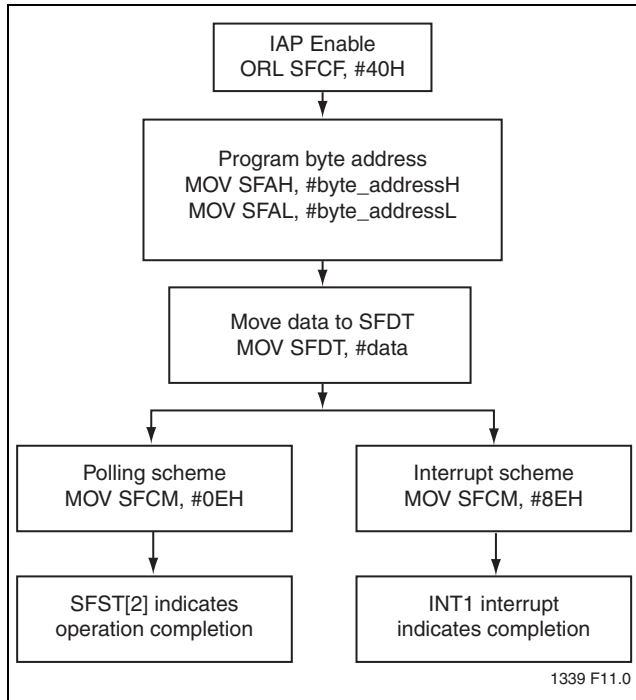 IAP Enable
ORL SFCF, #40H
Program byte address
MOV SFAH, #byte_addressH
MOV SFAL, #byte_addressL
Move data to SFDT
MOV SFDT, #data
Polling scheme
MOV SFCM, #0EH
Interrupt scheme
MOV SFCM, #8EH
SFST[2] indicates
operation completion
INT1 interrupt
indicates completion
1339 F11.0